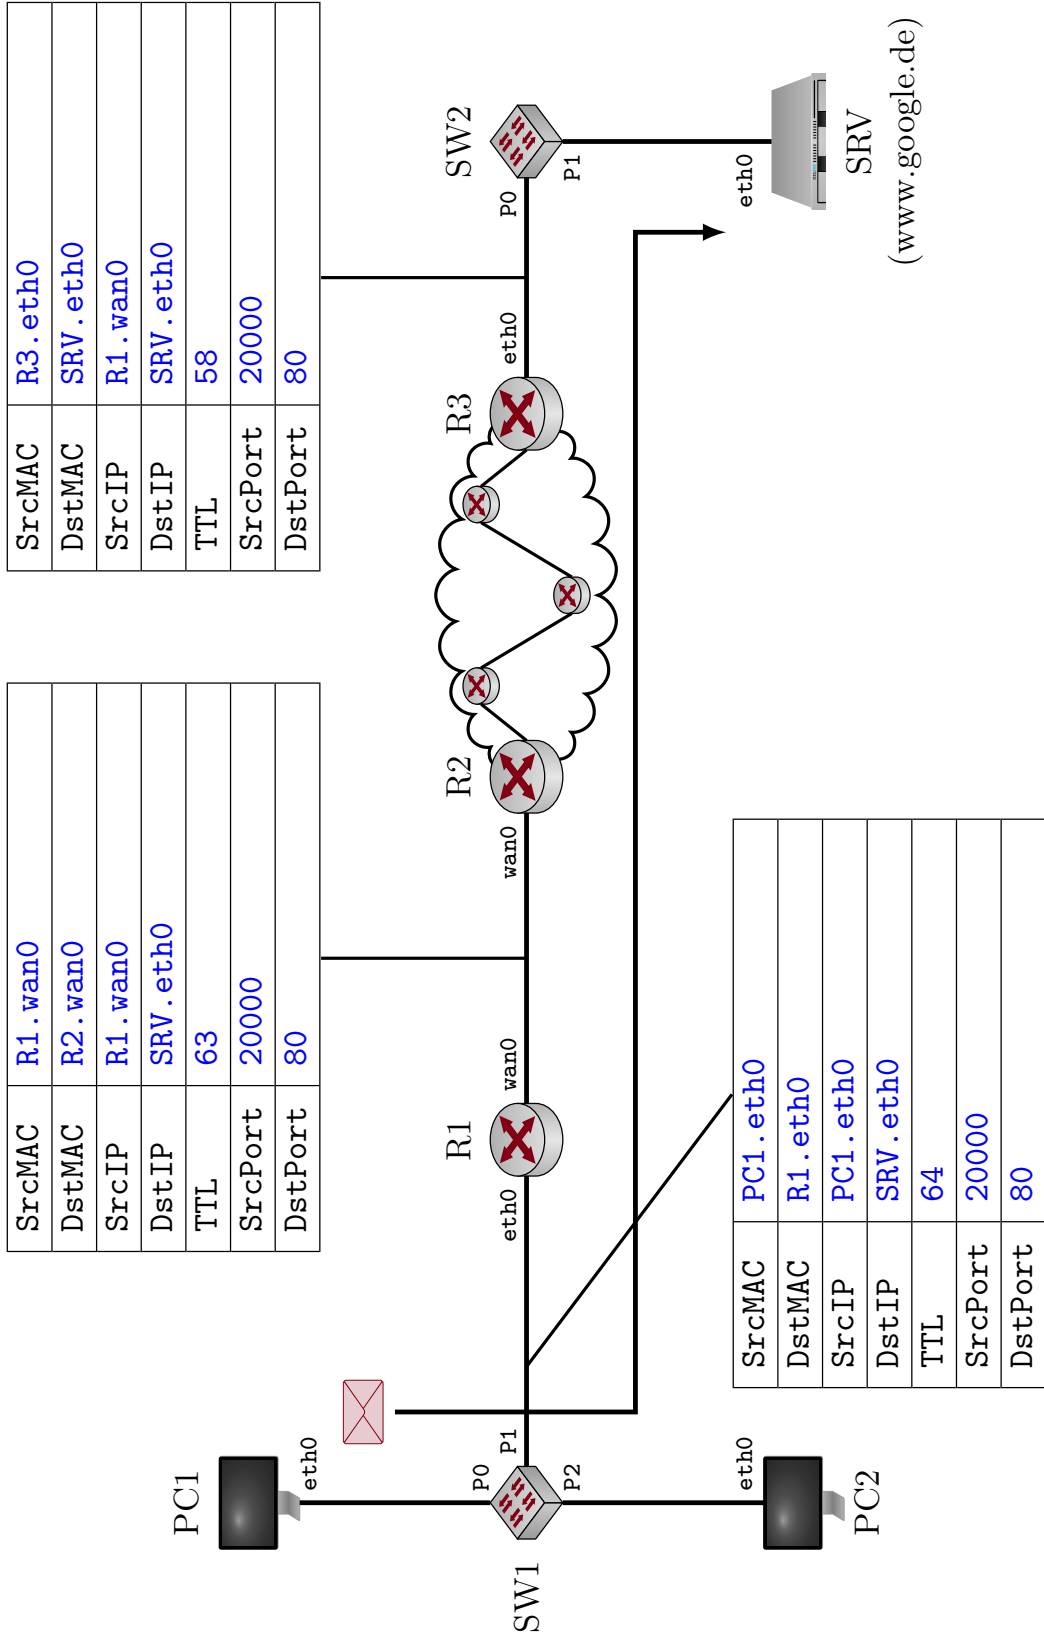 SrcMAC R1.wan0
DstMAC R2.wan0
SrcIP R1.wan0
DstIP SRV.eth0
TTL 63
SrcPort 20000
DstPort 80
SrcMAC R3.eth0
DstMAC SRV.eth0
SrcIP R1.wan0
DstIP SRV.eth0
TTL 58
SrcPort 20000
DstPort 80
PC1
eth0
SW1
P0
P1
P2
eth0
R1
wan0
wan0
R2
R3
eth0
P0
SW2
P1
eth0
PC2
eth0
SRV
(www.google.de)
SrcMAC PC1.eth0
DstMAC R1.eth0
SrcIP PC1.eth0
DstIP SRV.eth0
TTL 64
SrcPort 20000
DstPort 80